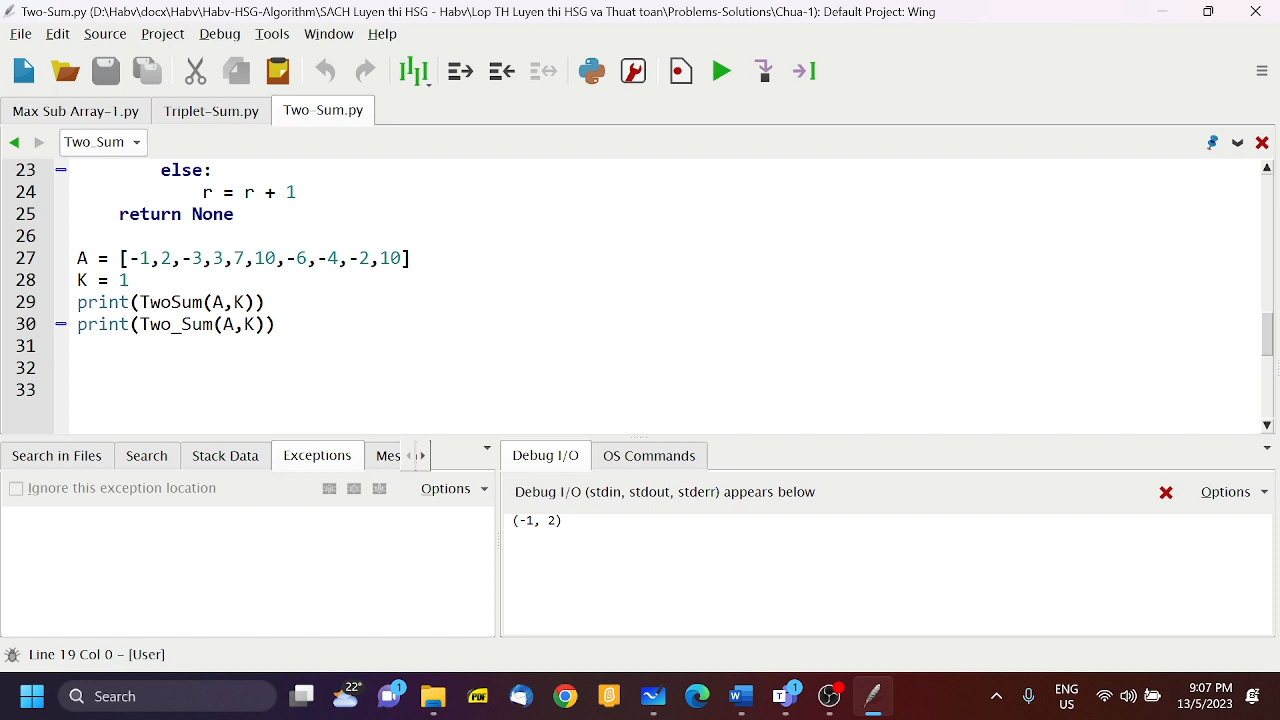 Two-Sum.py (D:\Habv\docx\Habv\Habv-HSG-Algorithm\SACH Luyen thi HSG - Habv\Lop TH Luyen thi HSG va Thuat toan\Problems-Solutions\Chua-1): Default Project: Wing
File Edit Source Project Debug Tools Window Help
Max Sub Array-1.py Triplet-Sum.py Two-Sum.py
Two_Sum
23 else:
24 r = r + 1
25 return None
26
27 A = [-1,2,-3,3,7,10,-6,-4,-2,10]
28 K = 1
29 print(TwoSum(A,K))
30 print(Two_Sum(A,K))
31
32
33
Search in Files Search Stack Data Exceptions Mes Debug I/O OS Commands
Ignore this exception location Options
Debug I/O (stdin, stdout, stderr) appears below Options
(-1, 2)
Line 19 Col 0 - [User]
Search 22° 1 PDF 1 ENG US 9:07 PM 13/5/2023